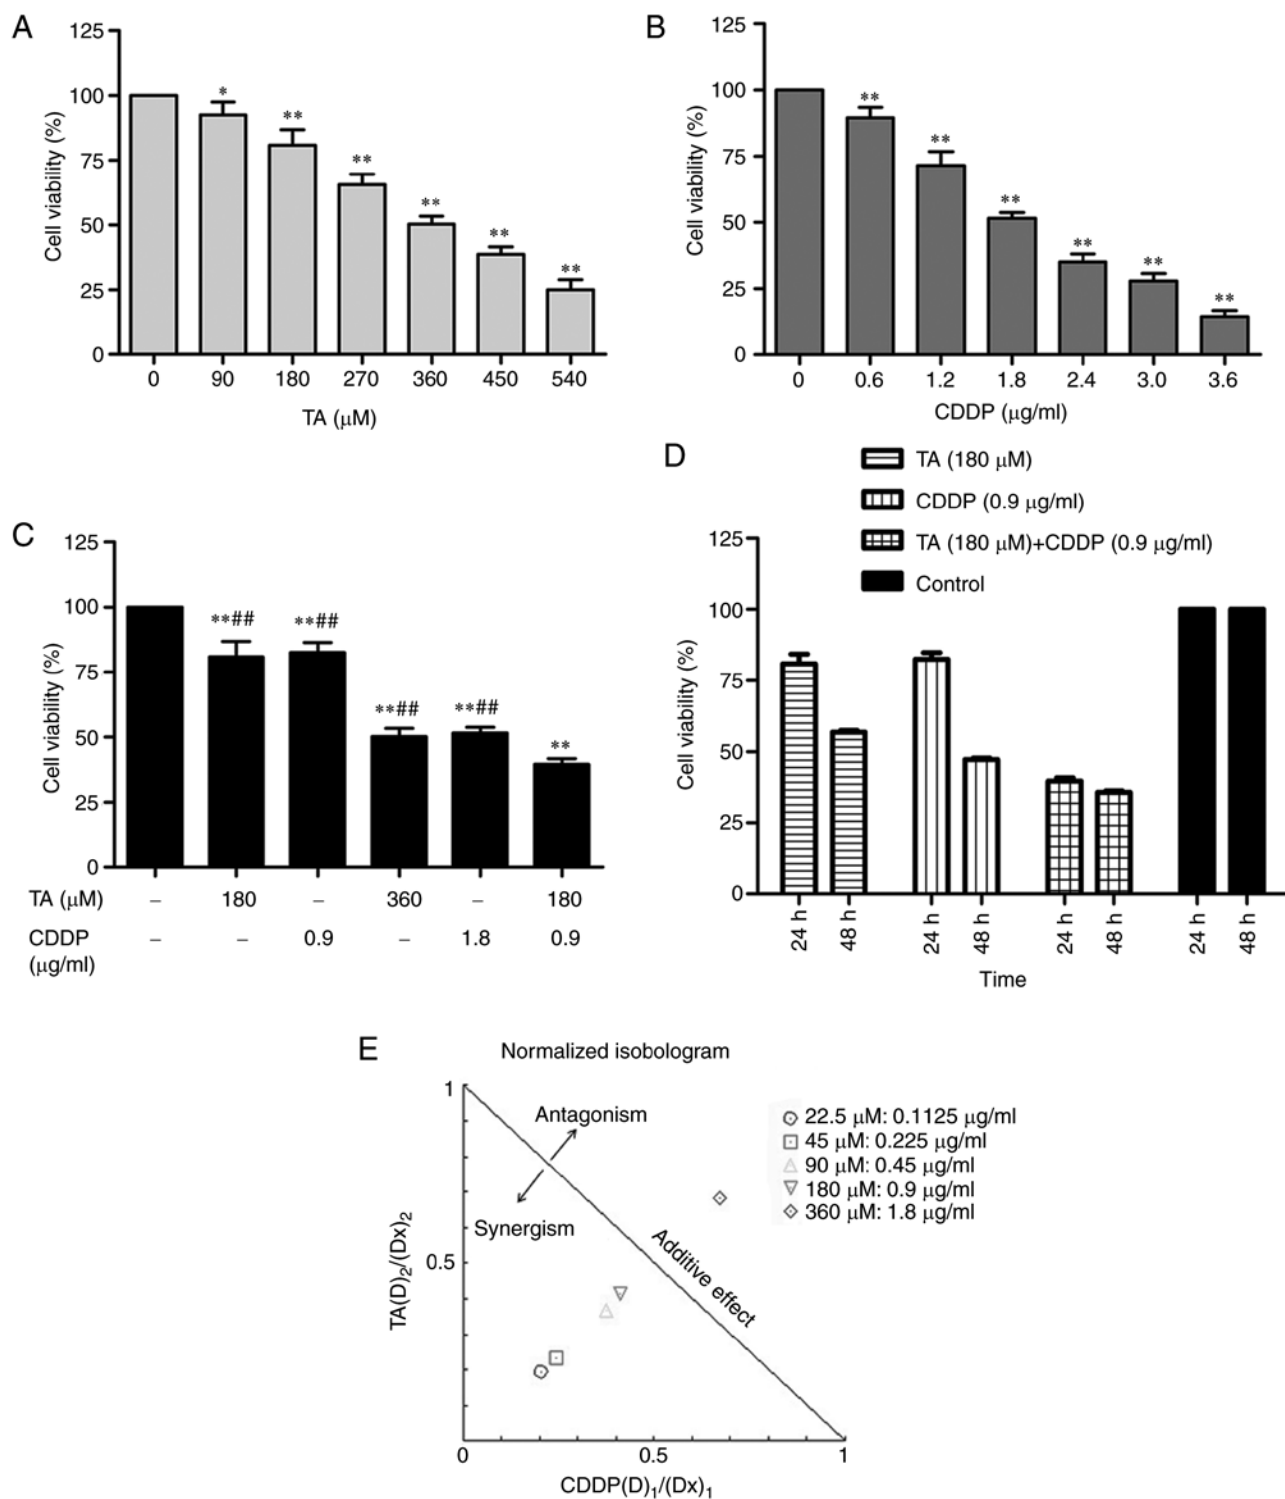 A
125
100
75
50
25
0
Cell viability (%)
*
**
**
**
**
**
0 90 180 270 360 450 540
TA (μM)
B
125
100
75
50
25
0
Cell viability (%)
**
**
**
**
**
**
0 0.6 1.2 1.8 2.4 3.0 3.6
CDDP (μg/ml)
C
125
100
75
50
25
0
Cell viability (%)
**## **## **## **## **
TA (μM) – 180 – 360 – 180
CDDP – – 0.9 – 1.8 0.9
(μg/ml)
D
TA (180 μM)
CDDP (0.9 μg/ml)
TA (180 μM)+CDDP (0.9 μg/ml)
Control
125
100
75
50
25
0
Cell viability (%)
24 h 48 h 24 h 48 h 24 h 48 h 24 h 48 h
Time
E
Normalized isobologram
1
0.5
TA(D)₂/(Dx)₂
Antagonism
Synergism
Additive effect
22.5 μM: 0.1125 μg/ml
45 μM: 0.225 μg/ml
90 μM: 0.45 μg/ml
180 μM: 0.9 μg/ml
360 μM: 1.8 μg/ml
0 0.5 1
CDDP(D)₁/(Dx)₁